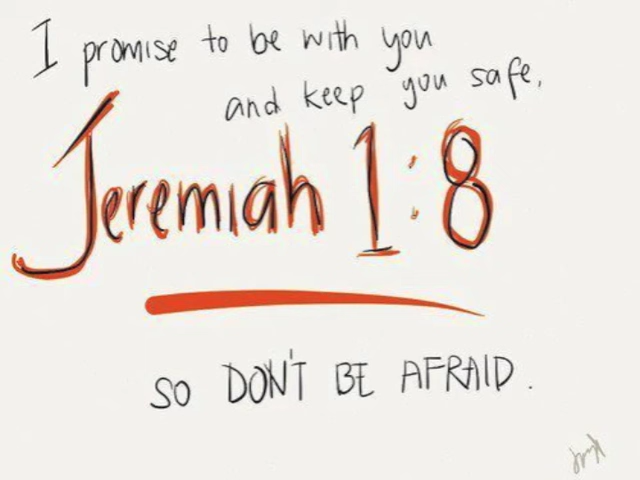 I promise to be with you
and keep you safe,
Jeremiah 1:8
SO DON'T BE AFRAID.